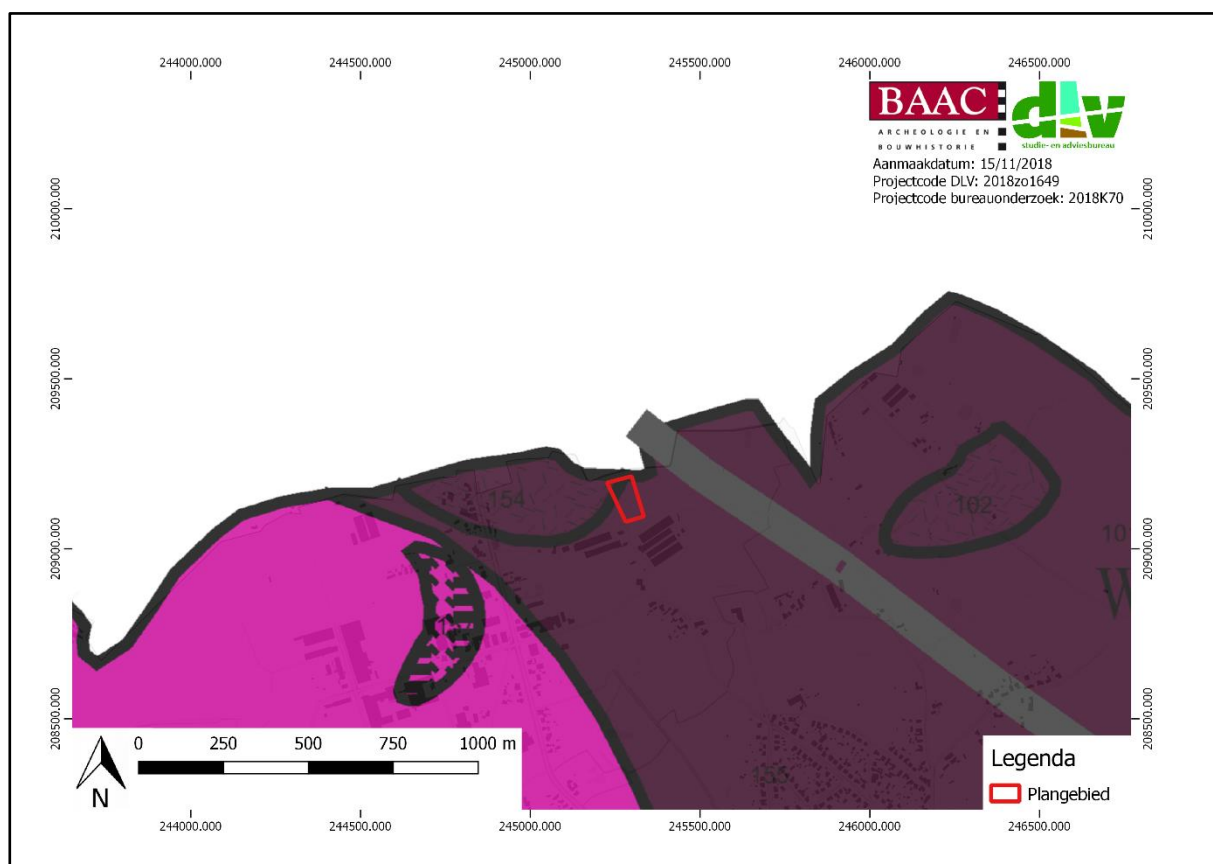 244000.000 244500.000 245000.000 245500.000 246000.000 246500.000
BAAC
ARCHEOLOGIE EN
BOUWHISTORIE
dlv
studie- en adviesbureau
Aanmaakdatum: 15/11/2018
Projectcode DLV: 2018zo1649
Projectcode bureauonderzoek: 2018K70
210000.000 210000.000
209500.000 209500.000
154
102
10
W
209000.000 209000.000
208500.000 208500.000
155
0 250 500 750 1000 m
N
Legenda
Plangebied
244000.000 244500.000 245000.000 245500.000 246000.000 246500.000